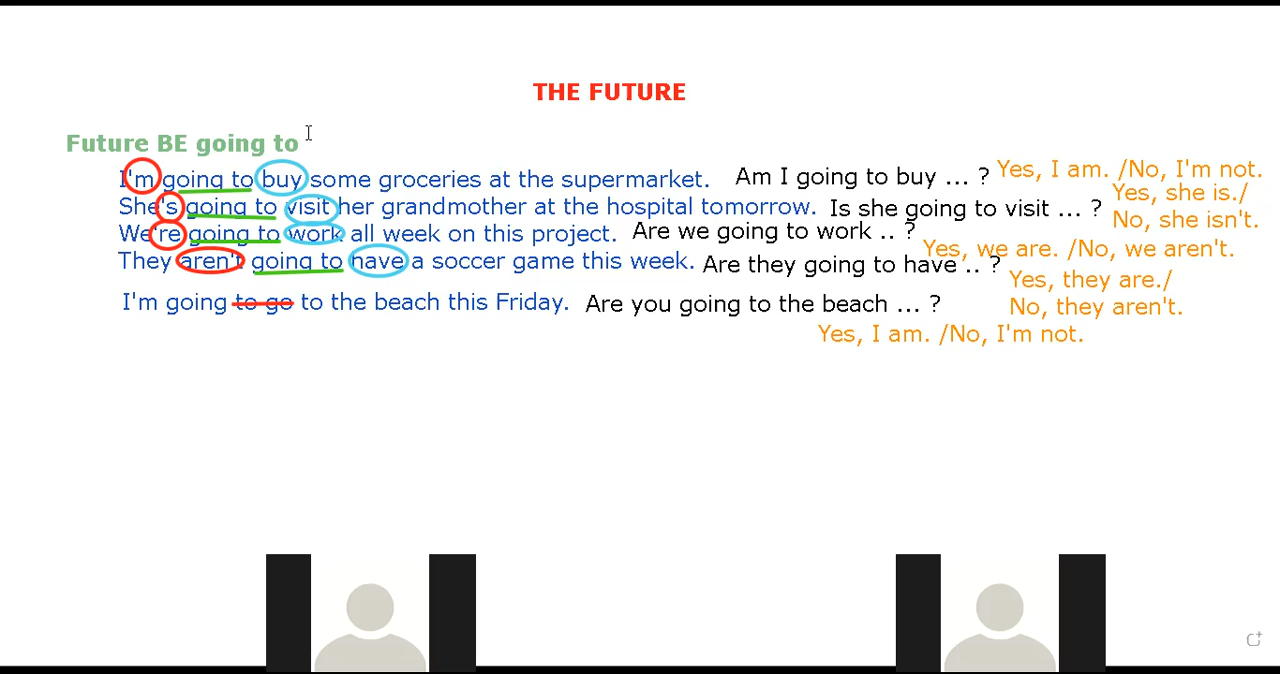 THE FUTURE
Future BE going to
I'm going to buy some groceries at the supermarket. Am I going to buy ... ? Yes, I am. /No, I'm not.
She's going to visit her grandmother at the hospital tomorrow. Is she going to visit ... ? Yes, she is./
No, she isn't.
We're going to work all week on this project. Are we going to work .. ?
Yes, we are. /No, we aren't.
They aren't going to have a soccer game this week. Are they going to have .. ?
Yes, they are./
No, they aren't.
I'm going to go to the beach this Friday. Are you going to the beach ... ?
Yes, I am. /No, I'm not.